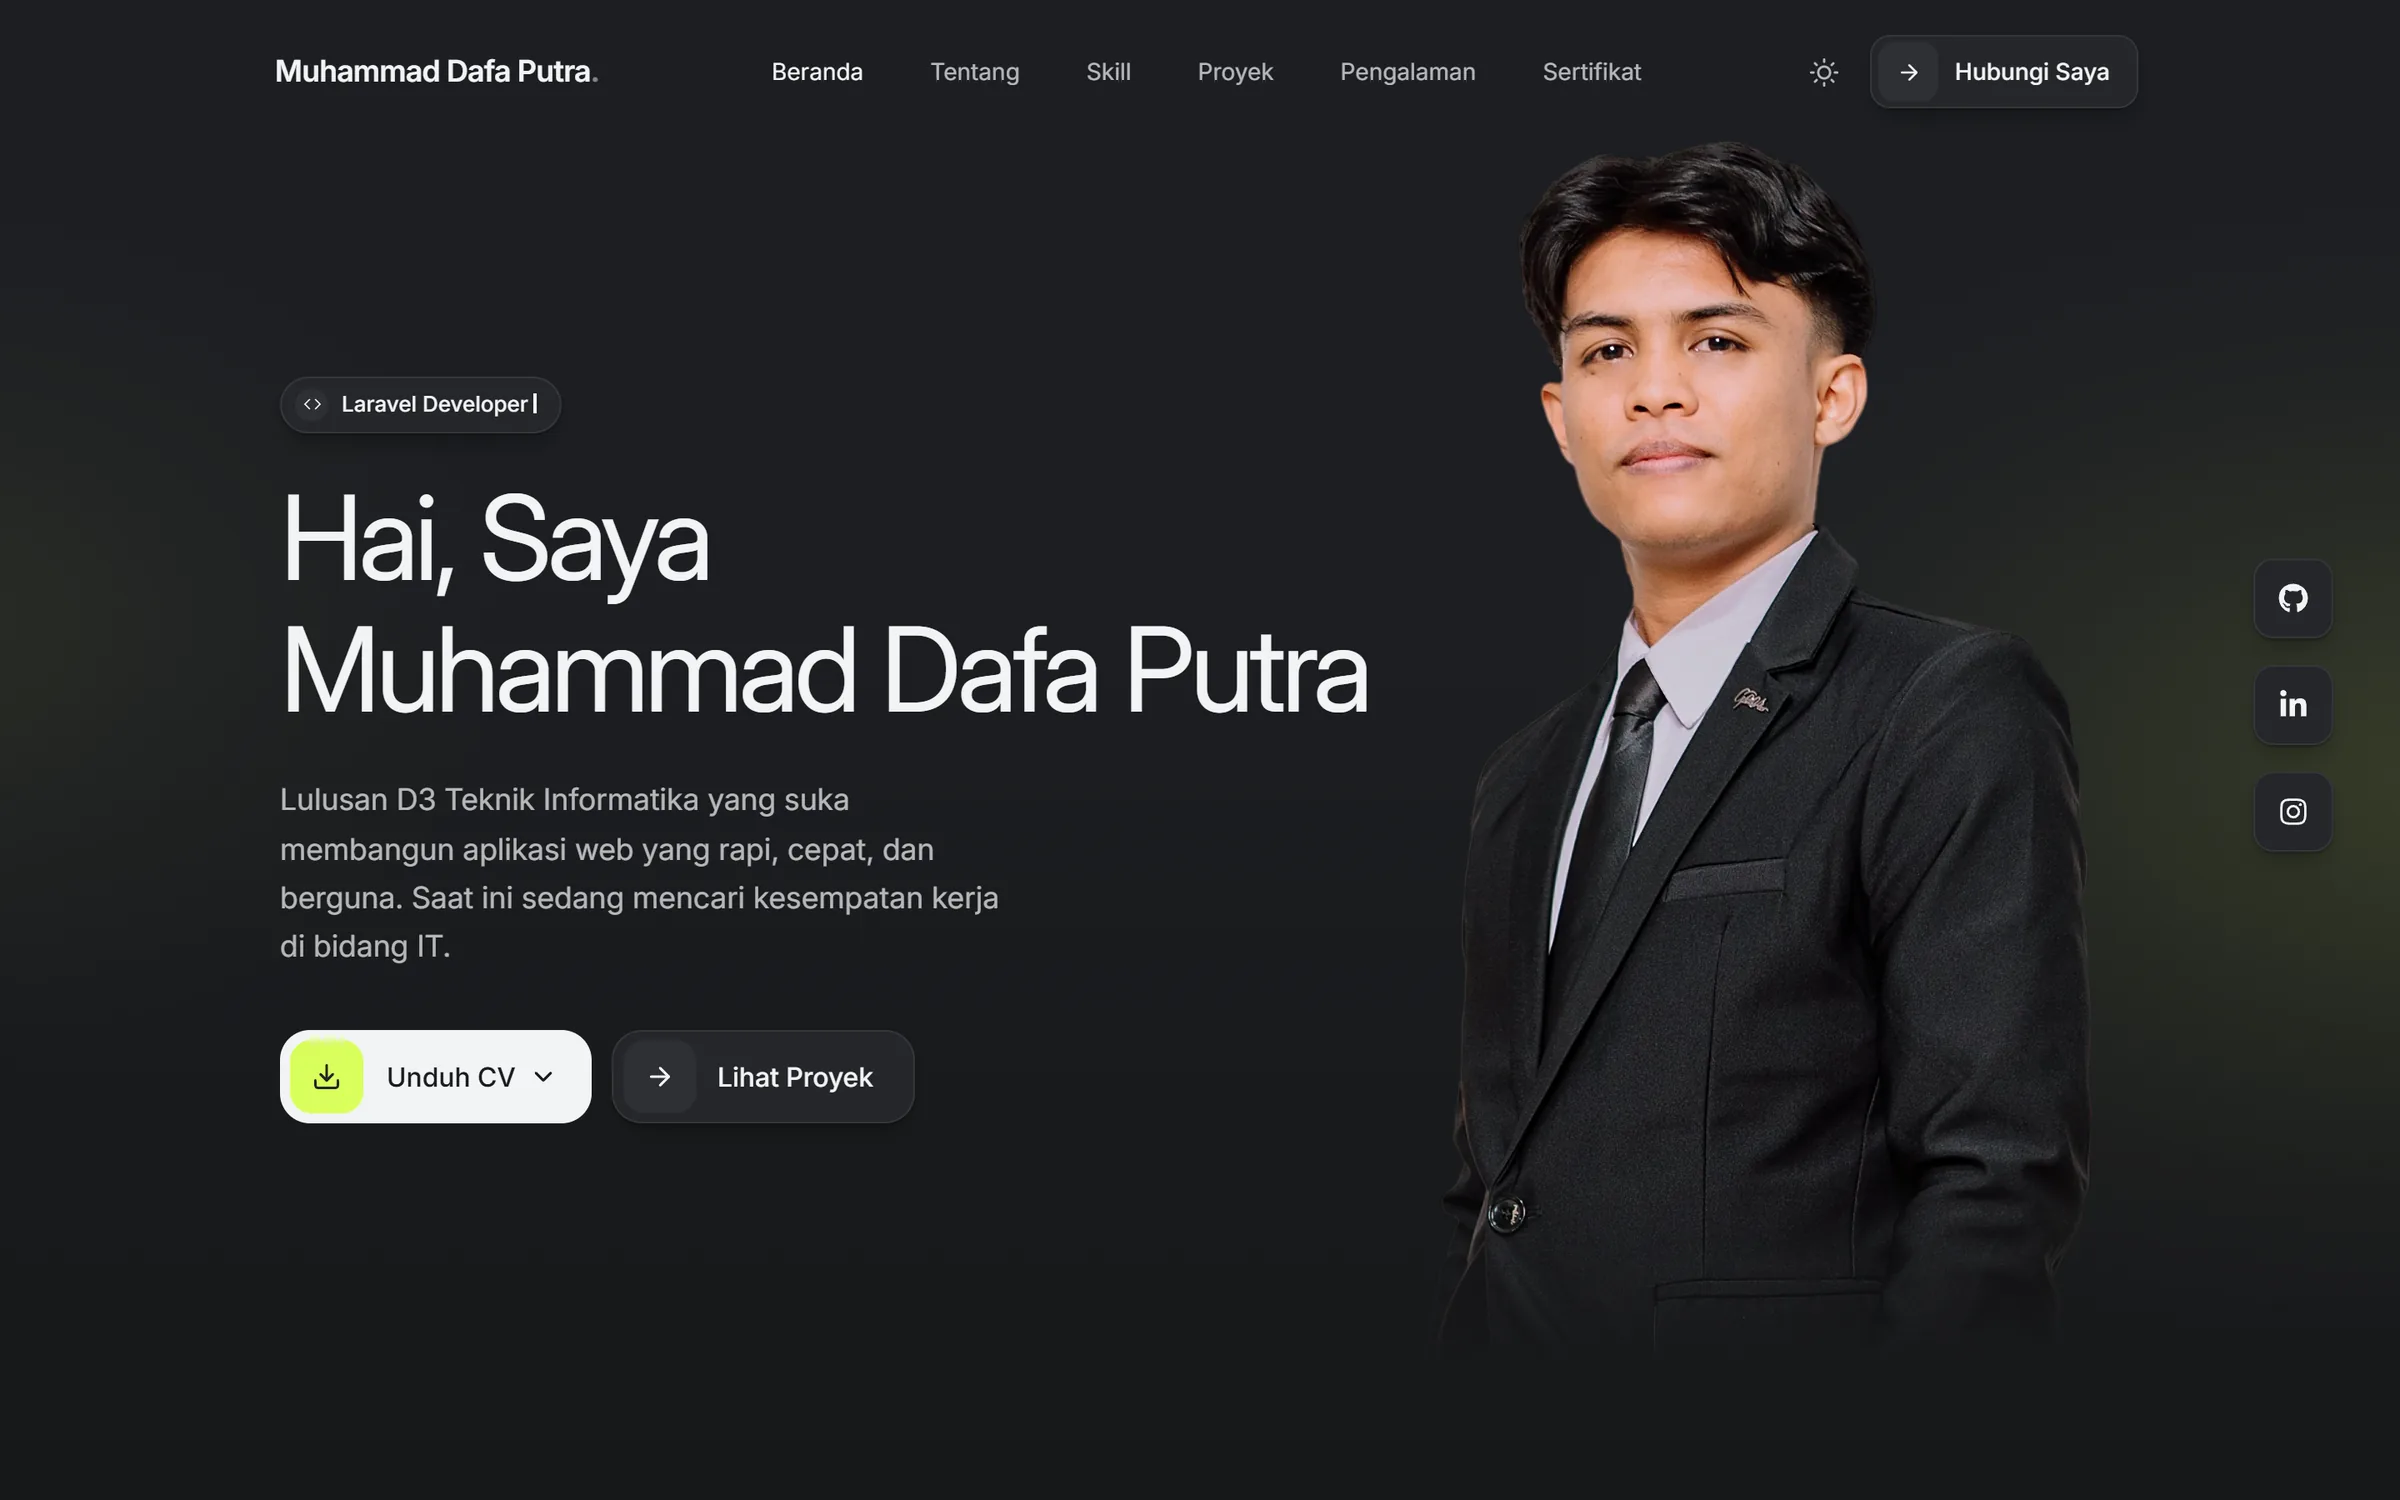 Muhammad Dafa Putra.
Beranda
Tentang
Skill
Proyek
Pengalaman
Sertifikat
Hubungi Saya
Laravel Developer
Hai, Saya
Muhammad Dafa Putra
Lulusan D3 Teknik Informatika yang suka
membangun aplikasi web yang rapi, cepat, dan
berguna. Saat ini sedang mencari kesempatan kerja
di bidang IT.
Unduh CV
Lihat Proyek
in